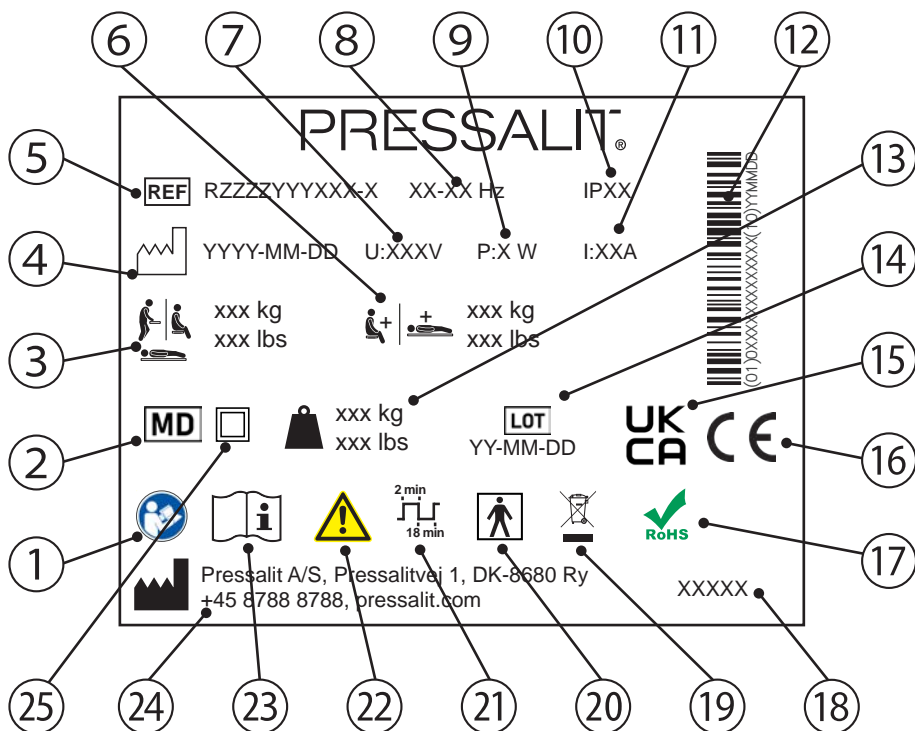 6 7 8 9 10 11 12
PRESSALIT®
5 REF RZZZZYYYXXX-X XX-XX Hz IPXX 13
4 YYYY-MM-DD U:XXXV P:X W I:XXA 14
xxx kg xxx kg
3 xxx lbs xxx lbs
(01)0XXXXXXXXXXXXX(10)YYMMDD
15
2 MD xxx kg LOT UK CA CE 16
xxx lbs YY-MM-DD
1 2 min
18 min RoHS 17
Pressalit A/S, Pressalitvej 1, DK-8680 Ry
+45 8788 8788, pressalit.com XXXXX
25 24 23 22 21 20 19 18